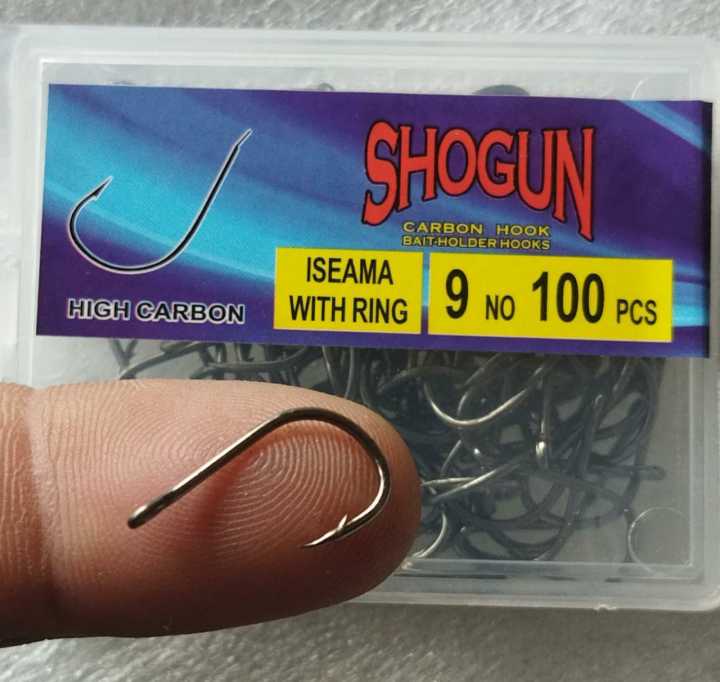 SHOGUN
CARBON HOOK
BAIT-HOLDER HOOKS
HIGH CARBON
ISEAMA
WITH RING
9 NO 100 PCS